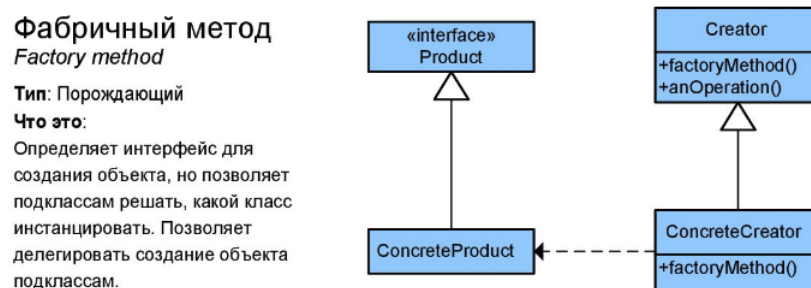 Фабричный метод
Factory method
Тип: Порождающий
Что это:
Определяет интерфейс для
создания объекта, но позволяет
подклассам решать, какой класс
инстанцировать. Позволяет
делегировать создание объекта
подклассам.
«interface»
Product
Creator
+factoryMethod()
+anOperation()
ConcreteProduct
ConcreteCreator
+factoryMethod()